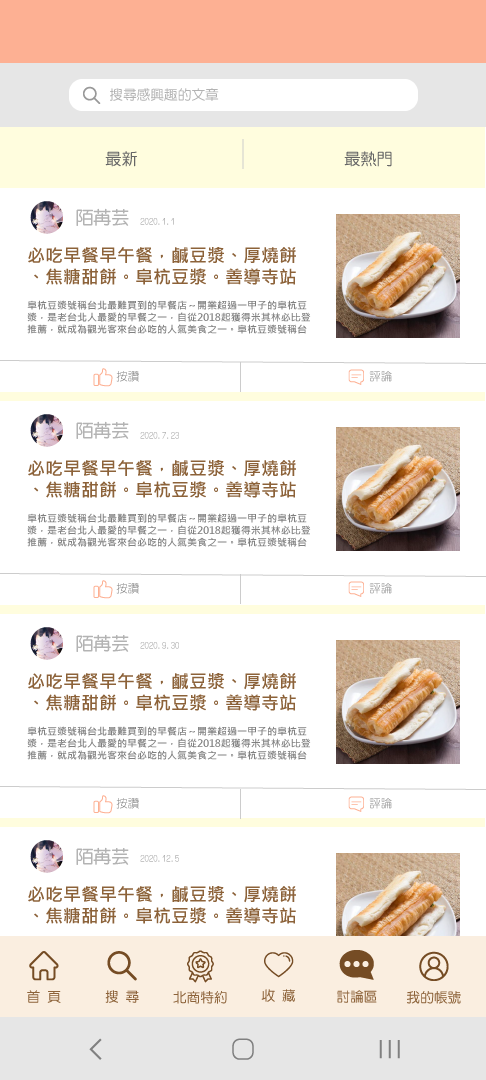 搜尋感興趣的文章
最新
最熱門
陌苒芸 2020.1.1
必吃早餐早午餐，鹹豆漿、厚燒餅
、焦糖甜餅。阜杭豆漿。善導寺站
阜杭豆漿號稱台北最難買到的早餐店～開業超過一甲子的阜杭豆
漿，是老台北人最愛的早餐之一，自從2018起獲得米其林必比登
推薦，就成為觀光客來台必吃的人氣美食之一。阜杭豆漿號稱台
按讚
評論
陌苒芸 2020.7.23
必吃早餐早午餐，鹹豆漿、厚燒餅
、焦糖甜餅。阜杭豆漿。善導寺站
阜杭豆漿號稱台北最難買到的早餐店～開業超過一甲子的阜杭豆
漿，是老台北人最愛的早餐之一，自從2018起獲得米其林必比登
推薦，就成為觀光客來台必吃的人氣美食之一。阜杭豆漿號稱台
按讚
評論
陌苒芸 2020.9.30
必吃早餐早午餐，鹹豆漿、厚燒餅
、焦糖甜餅。阜杭豆漿。善導寺站
阜杭豆漿號稱台北最難買到的早餐店～開業超過一甲子的阜杭豆
漿，是老台北人最愛的早餐之一，自從2018起獲得米其林必比登
推薦，就成為觀光客來台必吃的人氣美食之一。阜杭豆漿號稱台
按讚
評論
陌苒芸 2020.12.5
必吃早餐早午餐，鹹豆漿、厚燒餅
、焦糖甜餅。阜杭豆漿。善導寺站
首 頁
搜 尋
北商特約
收 藏
討論區
我的帳號